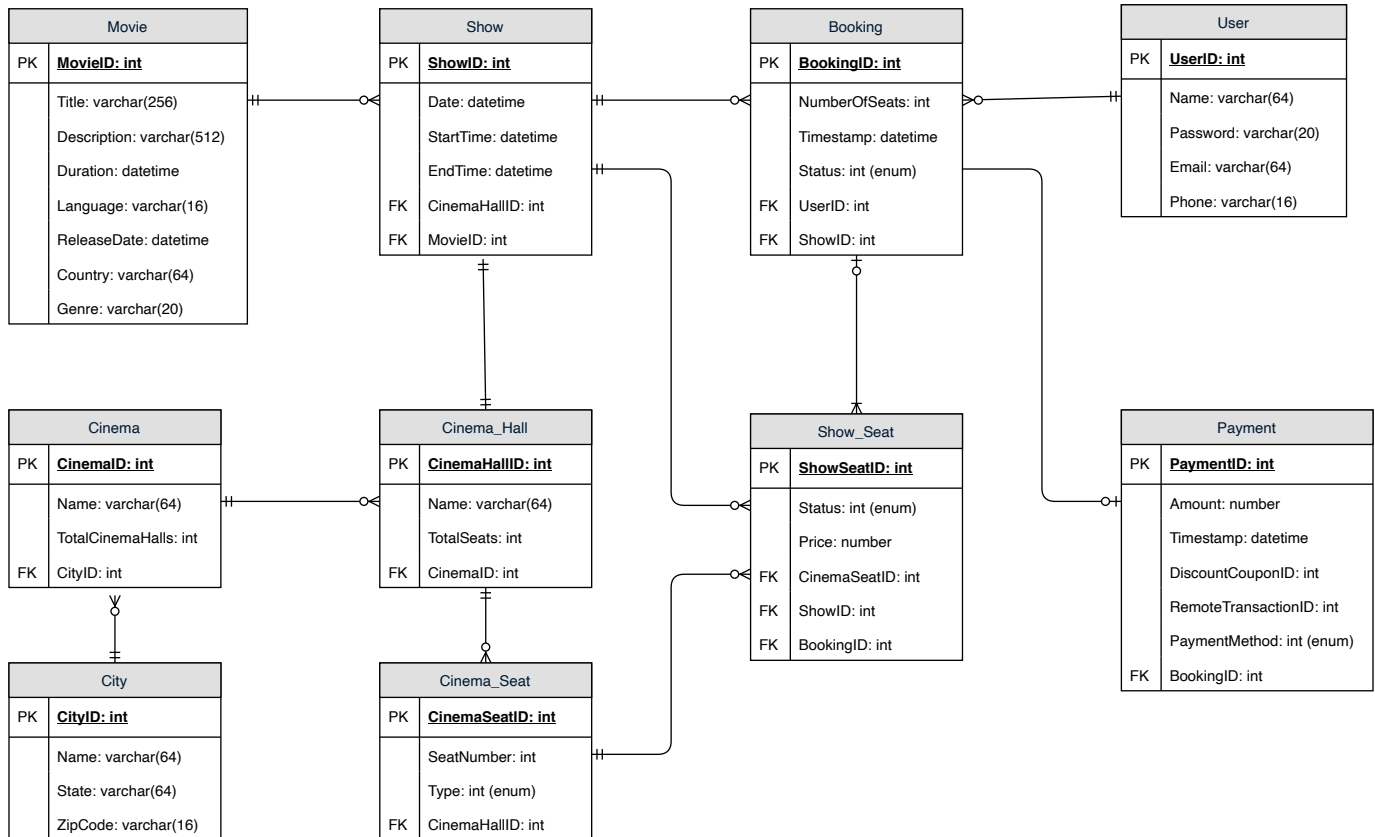 Movie
PK MovieID: int
Title: varchar(256)
Description: varchar(512)
Duration: datetime
Language: varchar(16)
ReleaseDate: datetime
Country: varchar(64)
Genre: varchar(20)
Show
PK ShowID: int
Date: datetime
StartTime: datetime
EndTime: datetime
FK CinemaHallID: int
FK MovieID: int
Booking
PK BookingID: int
NumberOfSeats: int
Timestamp: datetime
Status: int (enum)
FK UserID: int
FK ShowID: int
User
PK UserID: int
Name: varchar(64)
Password: varchar(20)
Email: varchar(64)
Phone: varchar(16)
Cinema
PK CinemaID: int
Name: varchar(64)
TotalCinemaHalls: int
FK CityID: int
Cinema_Hall
PK CinemaHallID: int
Name: varchar(64)
TotalSeats: int
FK CinemaID: int
Show_Seat
PK ShowSeatID: int
Status: int (enum)
Price: number
FK CinemaSeatID: int
FK ShowID: int
FK BookingID: int
Payment
PK PaymentID: int
Amount: number
Timestamp: datetime
DiscountCouponID: int
RemoteTransactionID: int
PaymentMethod: int (enum)
FK BookingID: int
City
PK CityID: int
Name: varchar(64)
State: varchar(64)
ZipCode: varchar(16)
Cinema_Seat
PK CinemaSeatID: int
SeatNumber: int
Type: int (enum)
FK CinemaHallID: int